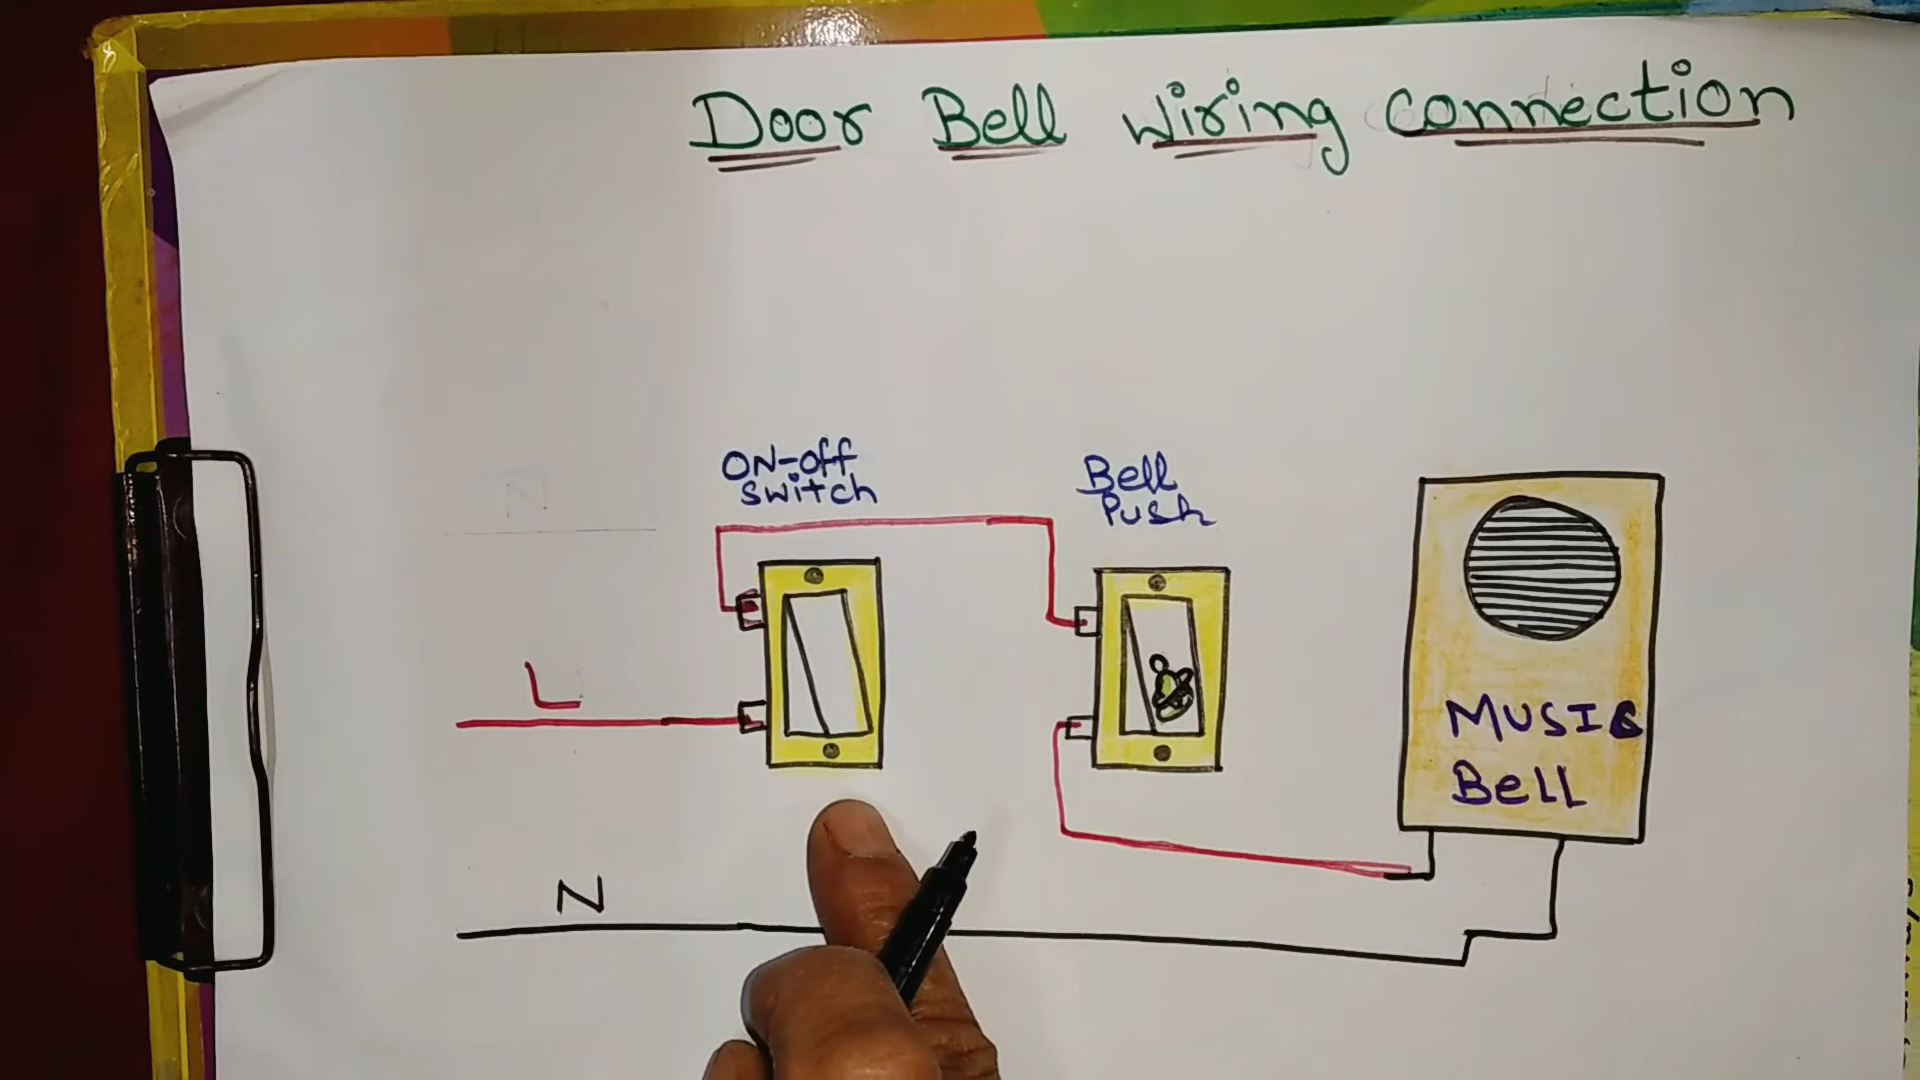 Door Bell wiring connection
ON-off
switch
Bell
Push
L
N
MUSIC
BELL